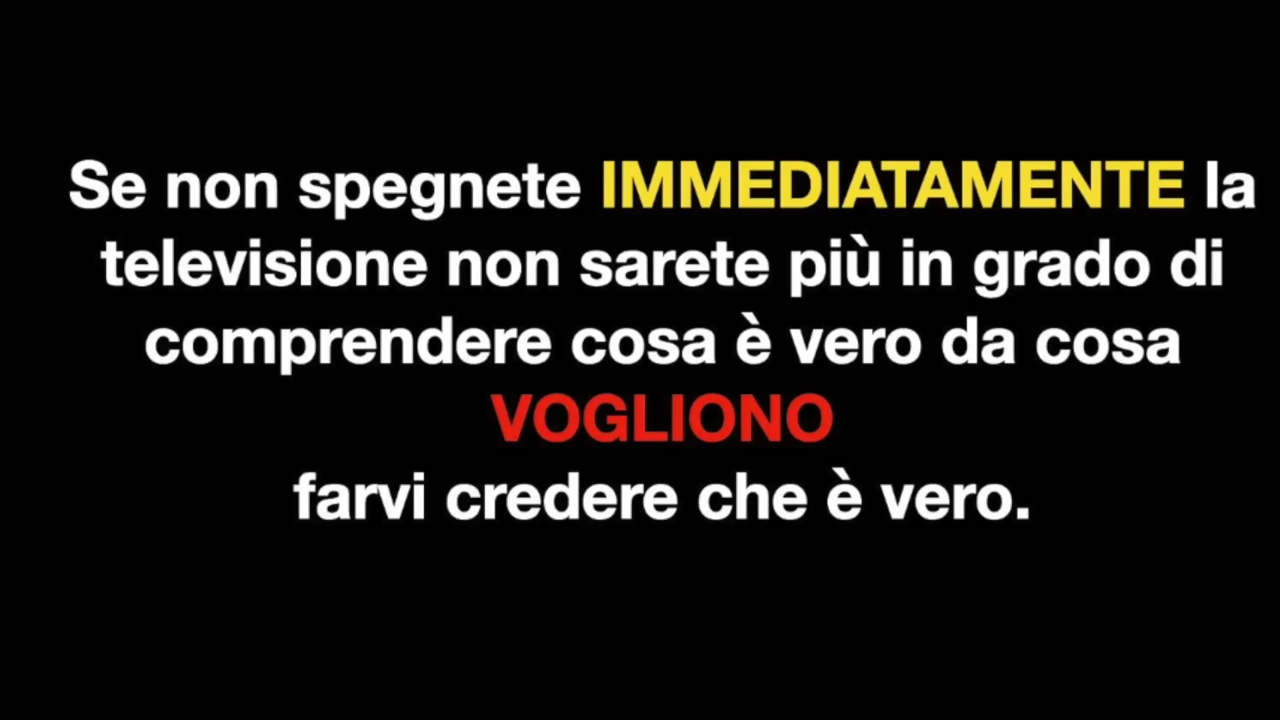 Se non spegnete IMMEDIATAMENTE la
televisione non sarete più in grado di
comprendere cosa è vero da cosa
VOGLIONO
farvi credere che è vero.